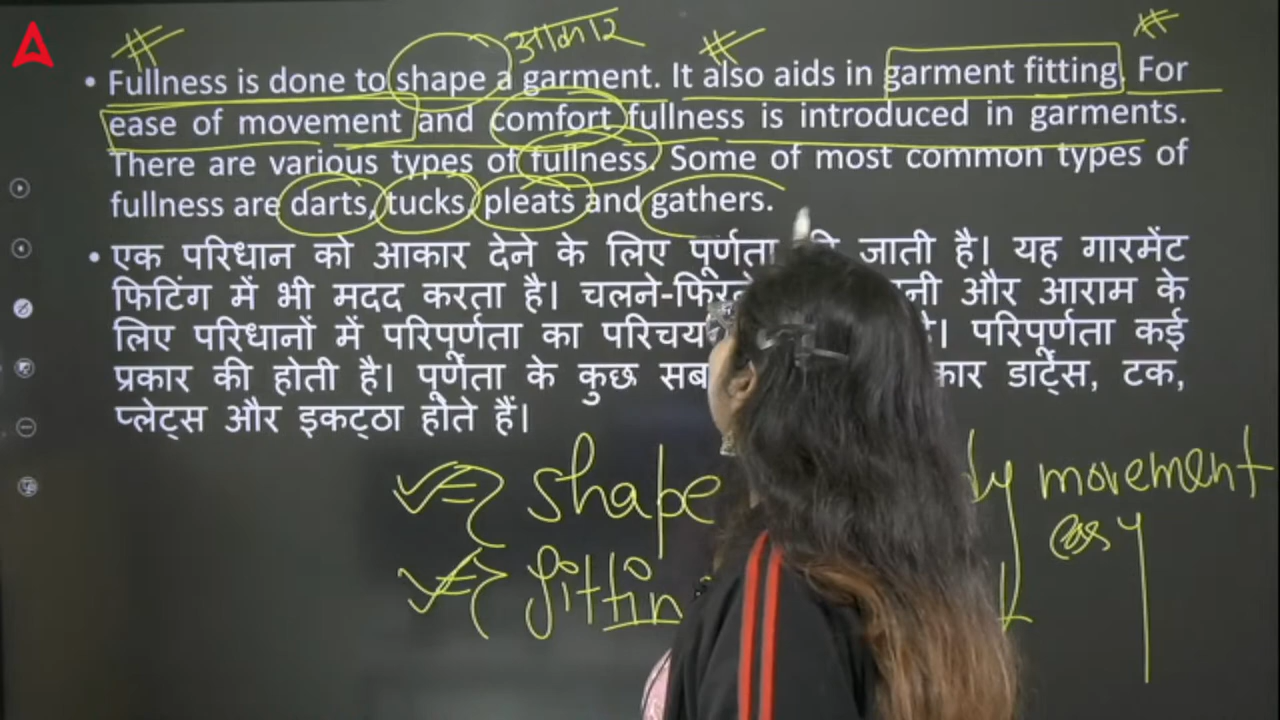 आकार
• Fullness is done to shape a garment. It also aids in garment fitting. For
ease of movement and comfort fullness is introduced in garments.
There are various types of fullness. Some of most common types of
fullness are darts, tucks, pleats and gathers.
• एक परिधान को आकार देने के लिए पूर्णता की जाती है। यह गारमेंट
फिटिंग में भी मदद करता है। चलने-फिरने और आराम के
लिए परिधानों में परिपूर्णता का परिचय परिपूर्णता कई
प्रकार की होती है। पूर्णता के कुछ सब डार्ट्स, टक,
प्लेट्स और इकट्ठा होते हैं।
shape movement
easy
fittin